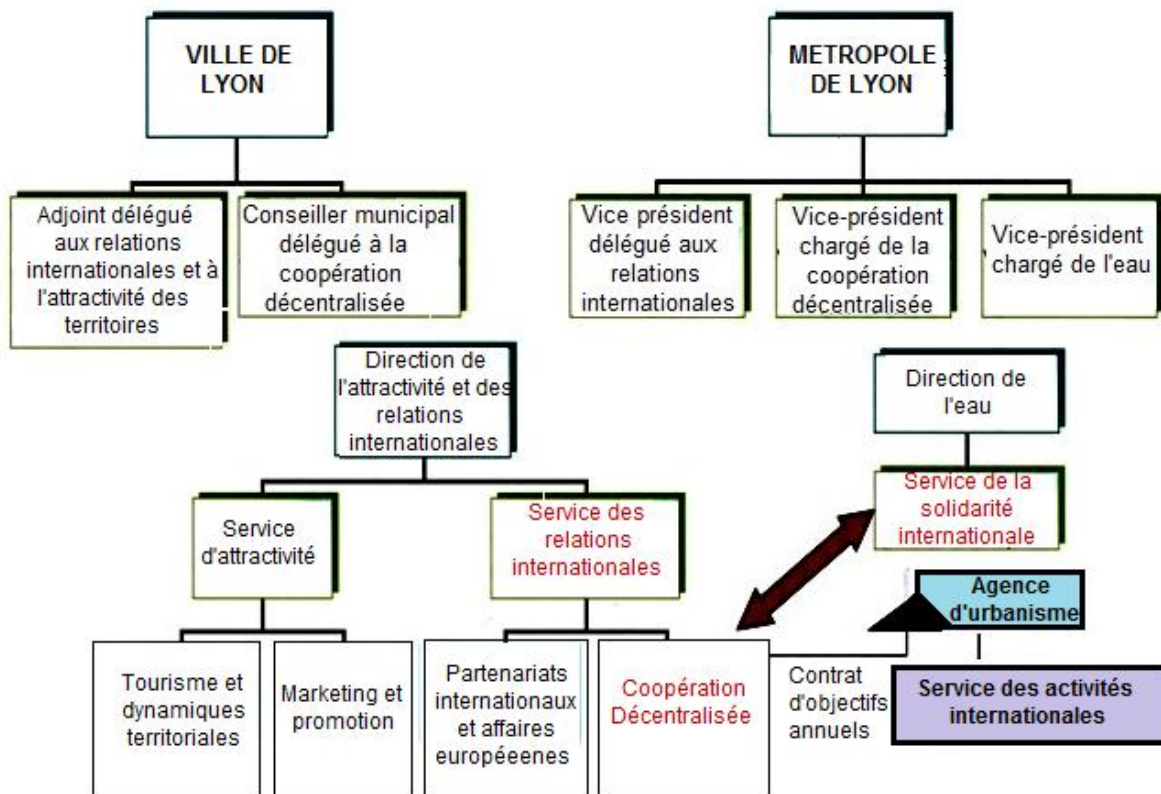 VILLE DE
LYON
METROPOLE
DE LYON
Adjoint délégué
aux relations
internationales et à
l'attractivité des
territoires
Conseiller municipal
délégué à la
coopération
décentralisée
Vice président
délégué aux
relations
internationales
Vice-président
chargé de la
coopération
décentralisée
Vice-président
chargé de l'eau
Direction de
l'attractivité et des
relations
internationales
Direction de
l'eau
Service
d'attractivité
Service des
relations
internationales
Service de la
solidarité
internationale
Agence
d'urbanisme
Tourisme et
dynamiques
territoriales
Marketing et
promotion
Partenariats
internationaux
et affaires
européeenes
Coopération
Décentralisée
Contrat
d'objectifs
annuels
Service des activités
internationales